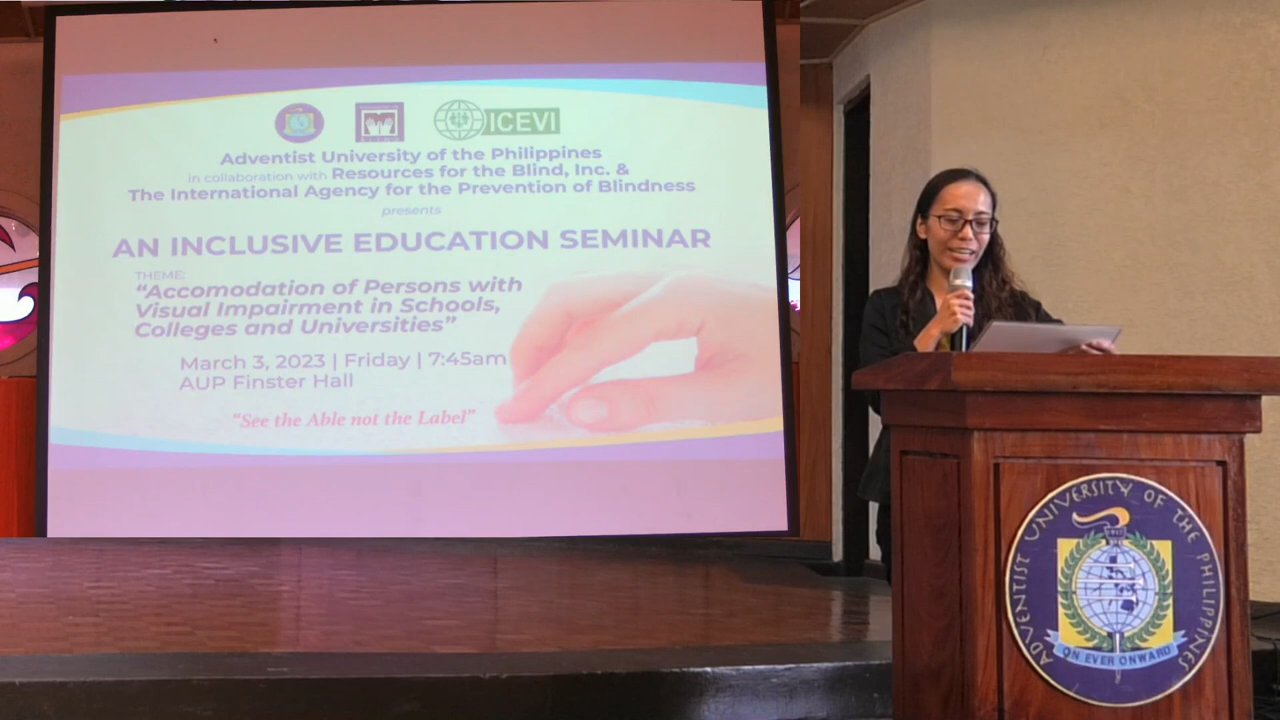 ICEVI
Adventist University of the Philippines
in collaboration with Resources for the Blind, Inc. &
The International Agency for the Prevention of Blindness
presents
AN INCLUSIVE EDUCATION SEMINAR
THEME:
"Accomodation of Persons with
Visual Impairment in Schools,
Colleges and Universities"
March 3, 2023 | Friday | 7:45am
AUP Finster Hall
"See the Able not the Label"
ADVENTIST UNIVERSITY OF THE PHILIPPINES
ON EVER ONWARD